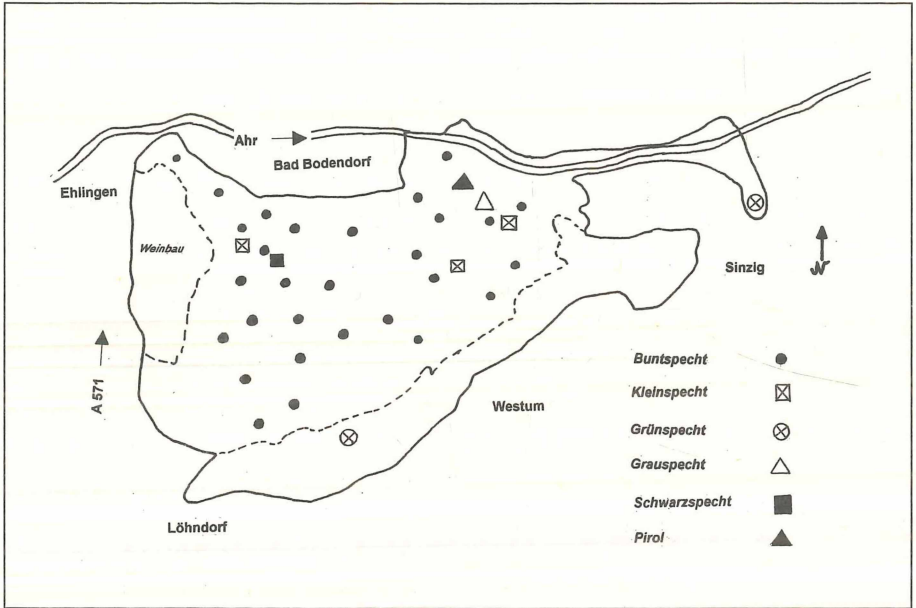 Ahr
Bad Bodendorf
Ehlingen
Weinbau
N
Sinzig
A 571
Westum
Löhndorf
Buntspecht
Kleinspecht
Grünspecht
Grauspecht
Schwarzspecht
Pirol